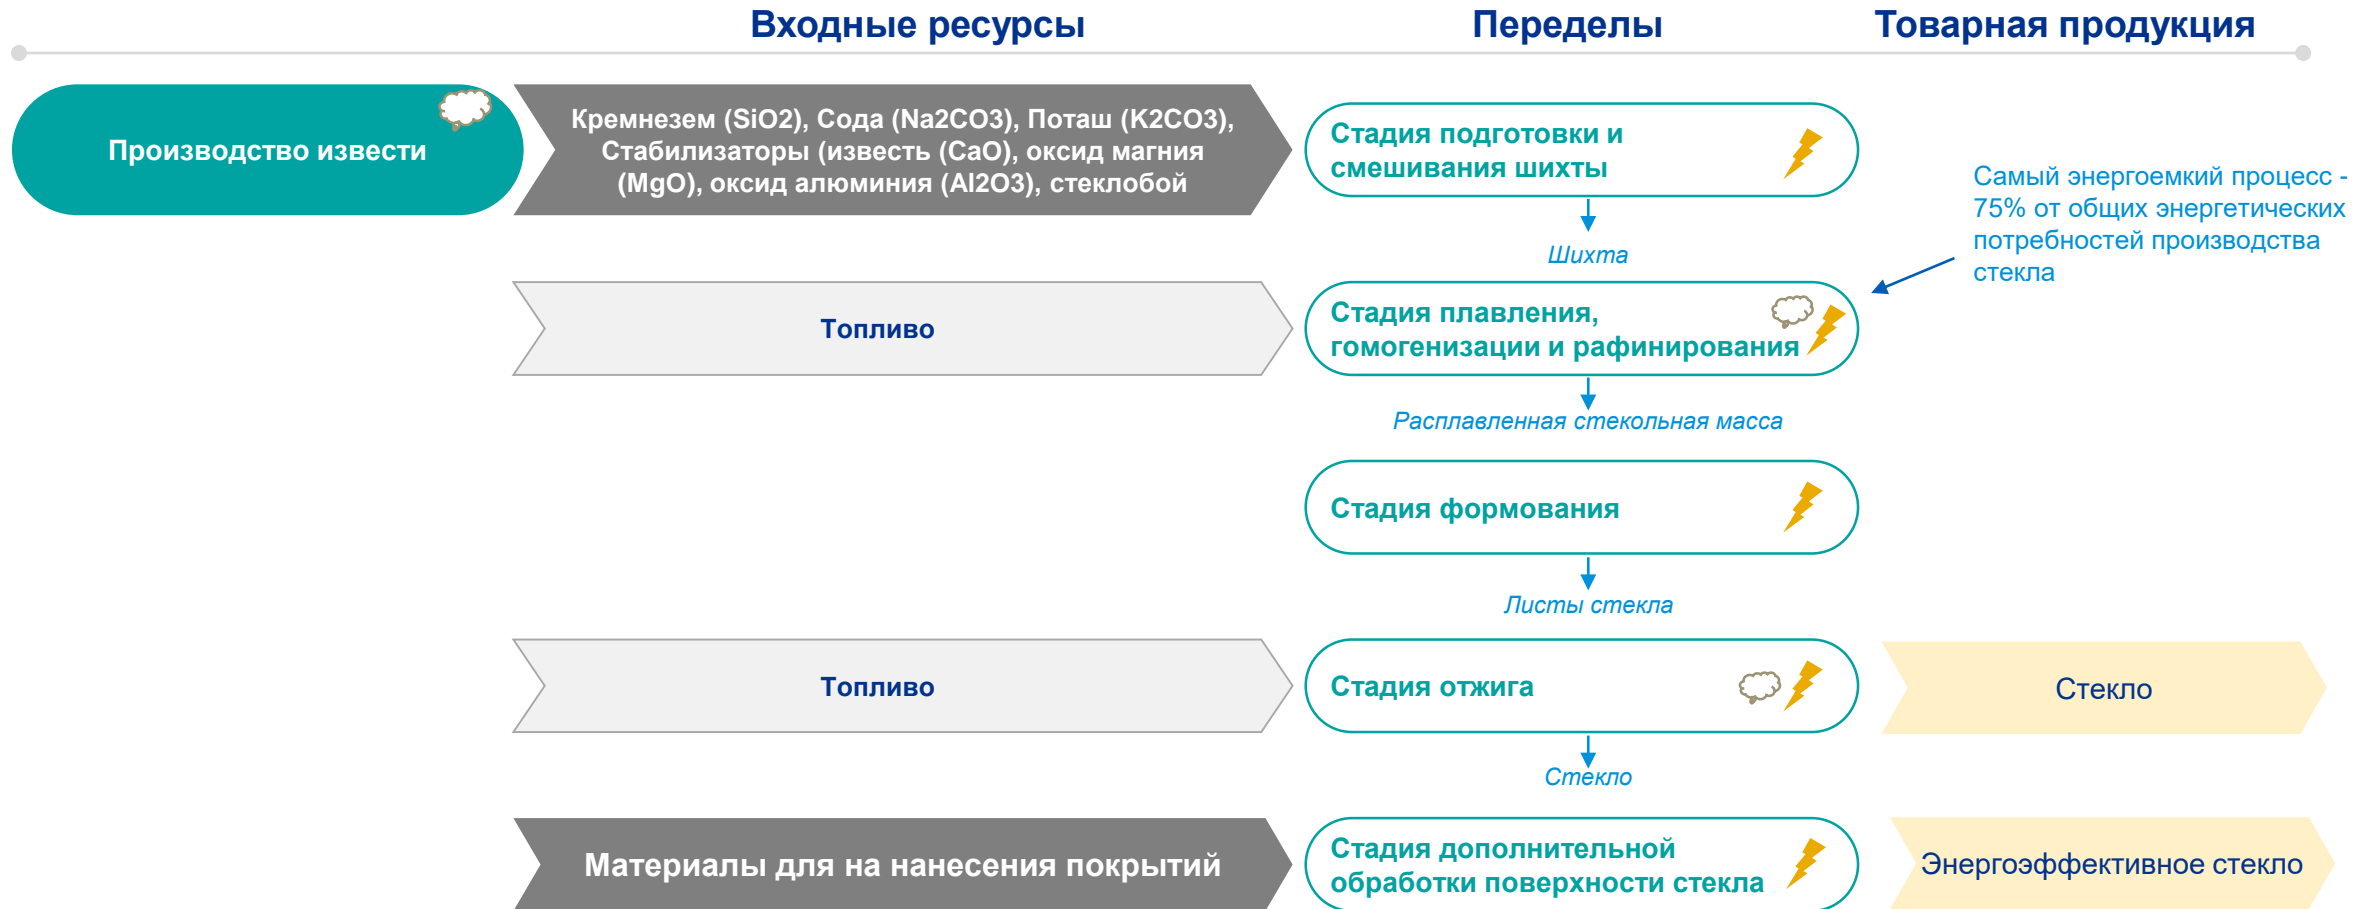 Входные ресурсы
Переделы
Товарная продукция
Производство извести
Кремнезем (SiO2), Сода (Na2CO3), Поташ (K2CO3),
Стабилизаторы (известь (CaO), оксид магния
(MgO), оксид алюминия (Al2O3), стеклобой
Стадия подготовки и
смешивания шихты
Самый энергоемкий процесс -
75% от общих энергетических
потребностей производства
стекла
Шихта
Топливо
Стадия плавления,
гомогенизации и рафинирования
Расплавленная стекольная масса
Стадия формования
Листы стекла
Топливо
Стадия отжига
Стекло
Стекло
Материалы для на нанесения покрытий
Стадия дополнительной
обработки поверхности стекла
Энергоэффективное стекло